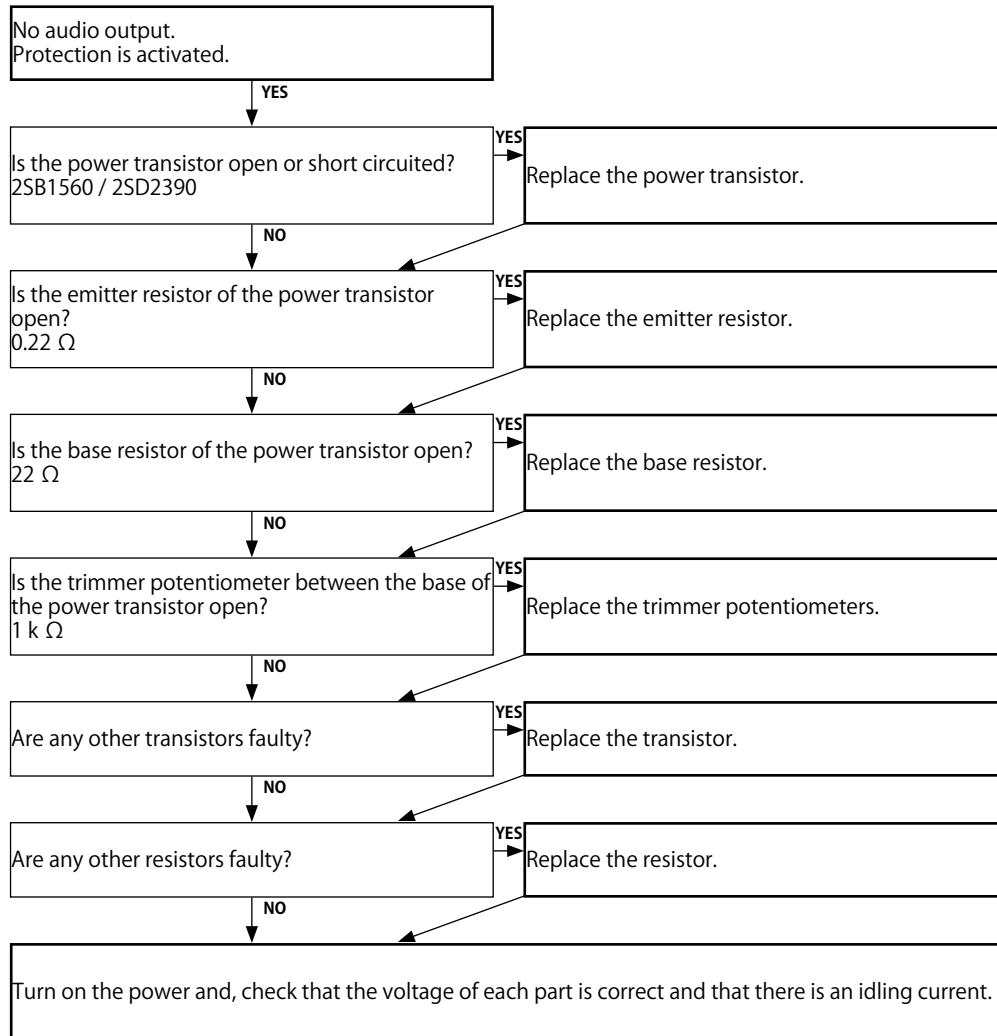 No audio output.
Protection is activated.
YES
Is the power transistor open or short circuited?
2SB1560 / 2SD2390
YES
Replace the power transistor.
NO
Is the emitter resistor of the power transistor
open?
0.22 Ω
YES
Replace the emitter resistor.
NO
Is the base resistor of the power transistor open?
22 Ω
YES
Replace the base resistor.
NO
Is the trimmer potentiometer between the base of
the power transistor open?
1 k Ω
YES
Replace the trimmer potentiometers.
NO
Are any other transistors faulty?
YES
Replace the transistor.
NO
Are any other resistors faulty?
YES
Replace the resistor.
NO
Turn on the power and, check that the voltage of each part is correct and that there is an idling current.